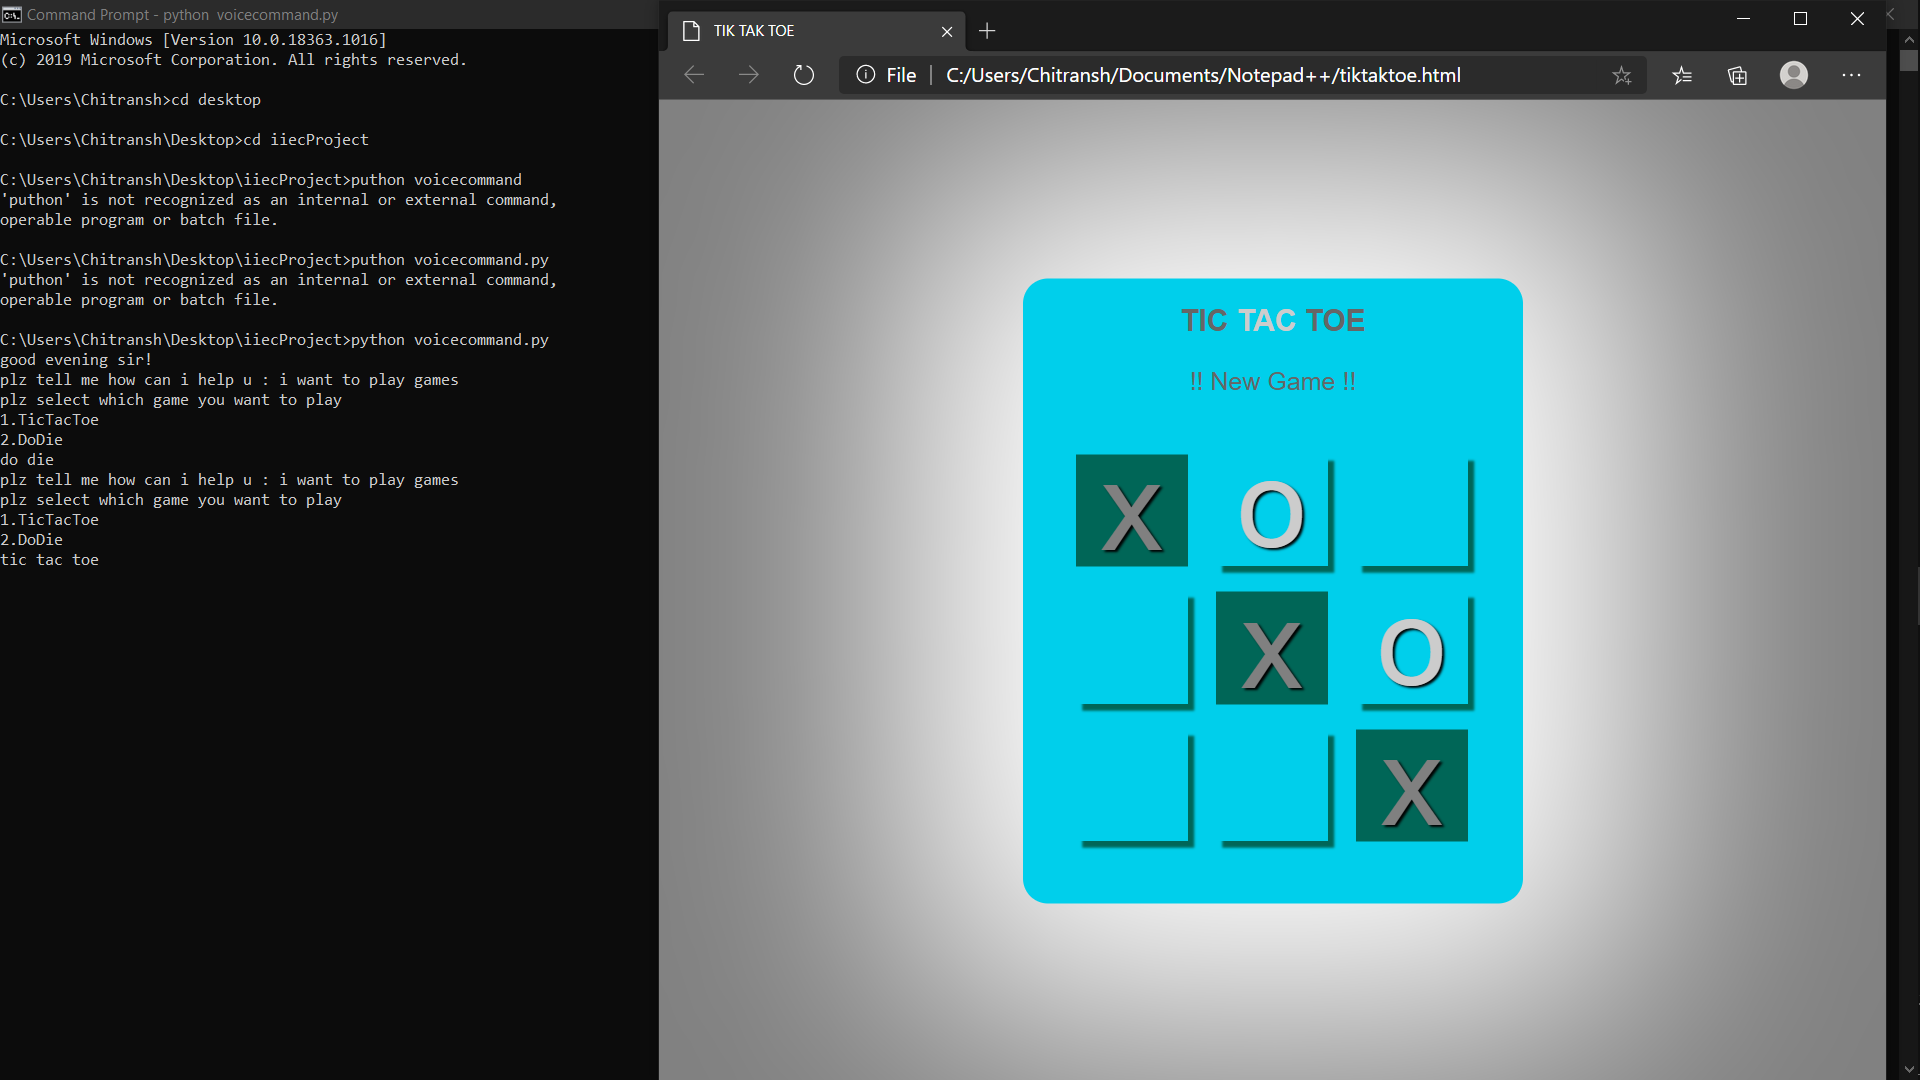 Command Prompt - python  voicecommand.py
Microsoft Windows [Version 10.0.18363.1016]
(c) 2019 Microsoft Corporation. All rights reserved.
C:\Users\Chitransh>cd desktop
C:\Users\Chitransh\Desktop>cd iiecProject
C:\Users\Chitransh\Desktop\iiecProject>puthon voicecommand
'puthon' is not recognized as an internal or external command,
operable program or batch file.
C:\Users\Chitransh\Desktop\iiecProject>puthon voicecommand.py
'puthon' is not recognized as an internal or external command,
operable program or batch file.
C:\Users\Chitransh\Desktop\iiecProject>python voicecommand.py
good evening sir!
plz tell me how can i help u : i want to play games
plz select which game you want to play
1.TicTacToe
2.DoDie
do die
plz tell me how can i help u : i want to play games
plz select which game you want to play
1.TicTacToe
2.DoDie
tic tac toe
TIK TAK TOE
File C:/Users/Chitransh/Documents/Notepad++/tiktaktoe.html
TIC TAC TOE
!! New Game !!
X O
X O
X